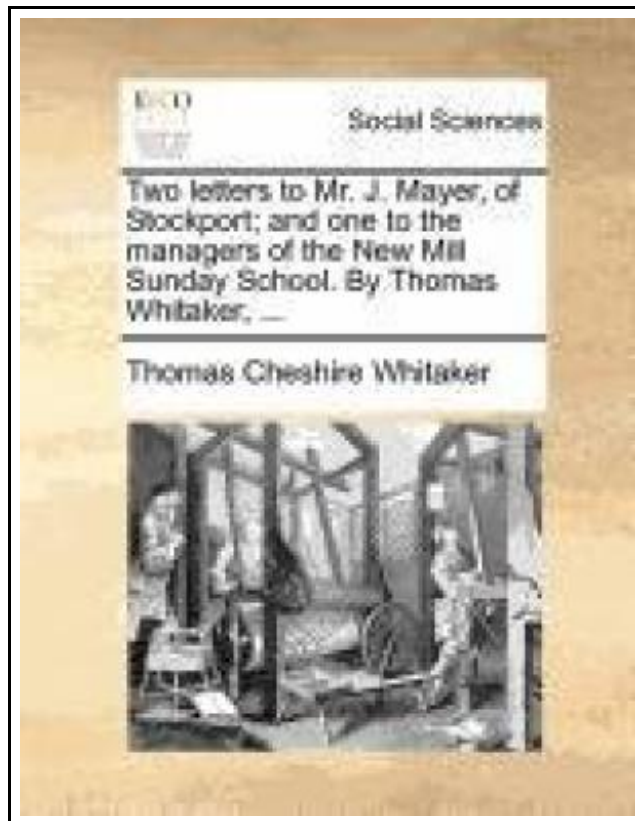 ECCO
Social Sciences
Two letters to Mr. J. Mayer, of
Stockport; and one to the
managers of the New Mill
Sunday School. By Thomas
Whitaker, ...
Thomas Cheshire Whitaker